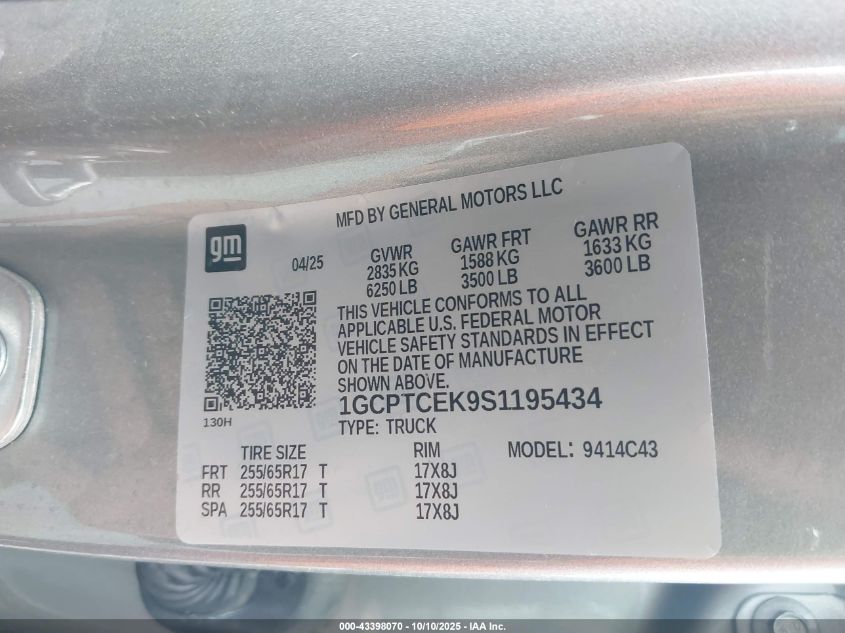 MFD BY GENERAL MOTORS LLC
gm
04/25
GVWR GAWR FRT GAWR RR
2835 KG 1588 KG 1633 KG
6250 LB 3500 LB 3600 LB
THIS VEHICLE CONFORMS TO ALL
APPLICABLE U.S. FEDERAL MOTOR
VEHICLE SAFETY STANDARDS IN EFFECT
ON THE DATE OF MANUFACTURE
SHOWN ABOVE.
130H
1GCPTCEK9S1195434
TYPE: TRUCK
TIRE SIZE RIM MODEL: 9414C43
FRT 255/65R17 T 17X8J
RR 255/65R17 T 17X8J
SPA 255/65R17 T 17X8J
000-43398070 - 10/10/2025 - IAA Inc.